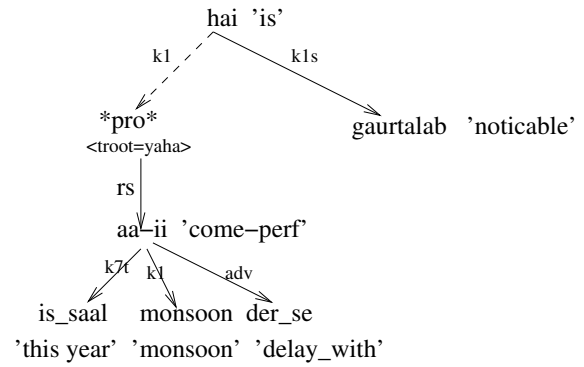 hai 'is'
k1 k1s
*pro*
gaurtalab 'noticable'
<troot=yaha>
rs
aa–ii 'come–perf'
k7t k1 adv
is_saal monsoon der_se
'this year' 'monsoon' 'delay_with'